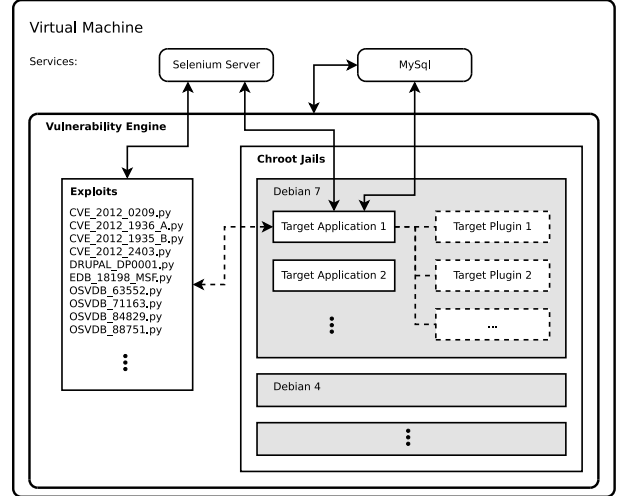 Virtual Machine
Services:
Selenium Server
MySql
Vulnerability Engine
Exploits
CVE_2012_0209.py
CVE_2012_1936_A.py
CVE_2012_1935_B.py
CVE_2012_2403.py
DRUPAL_DP0001.py
EDB_18198_MSF.py
OSVDB_63552.py
OSVDB_71163.py
OSVDB_84829.py
OSVDB_88751.py
Chroot Jails
Debian 7
Target Application 1
Target Plugin 1
Target Application 2
Target Plugin 2
...
Debian 4